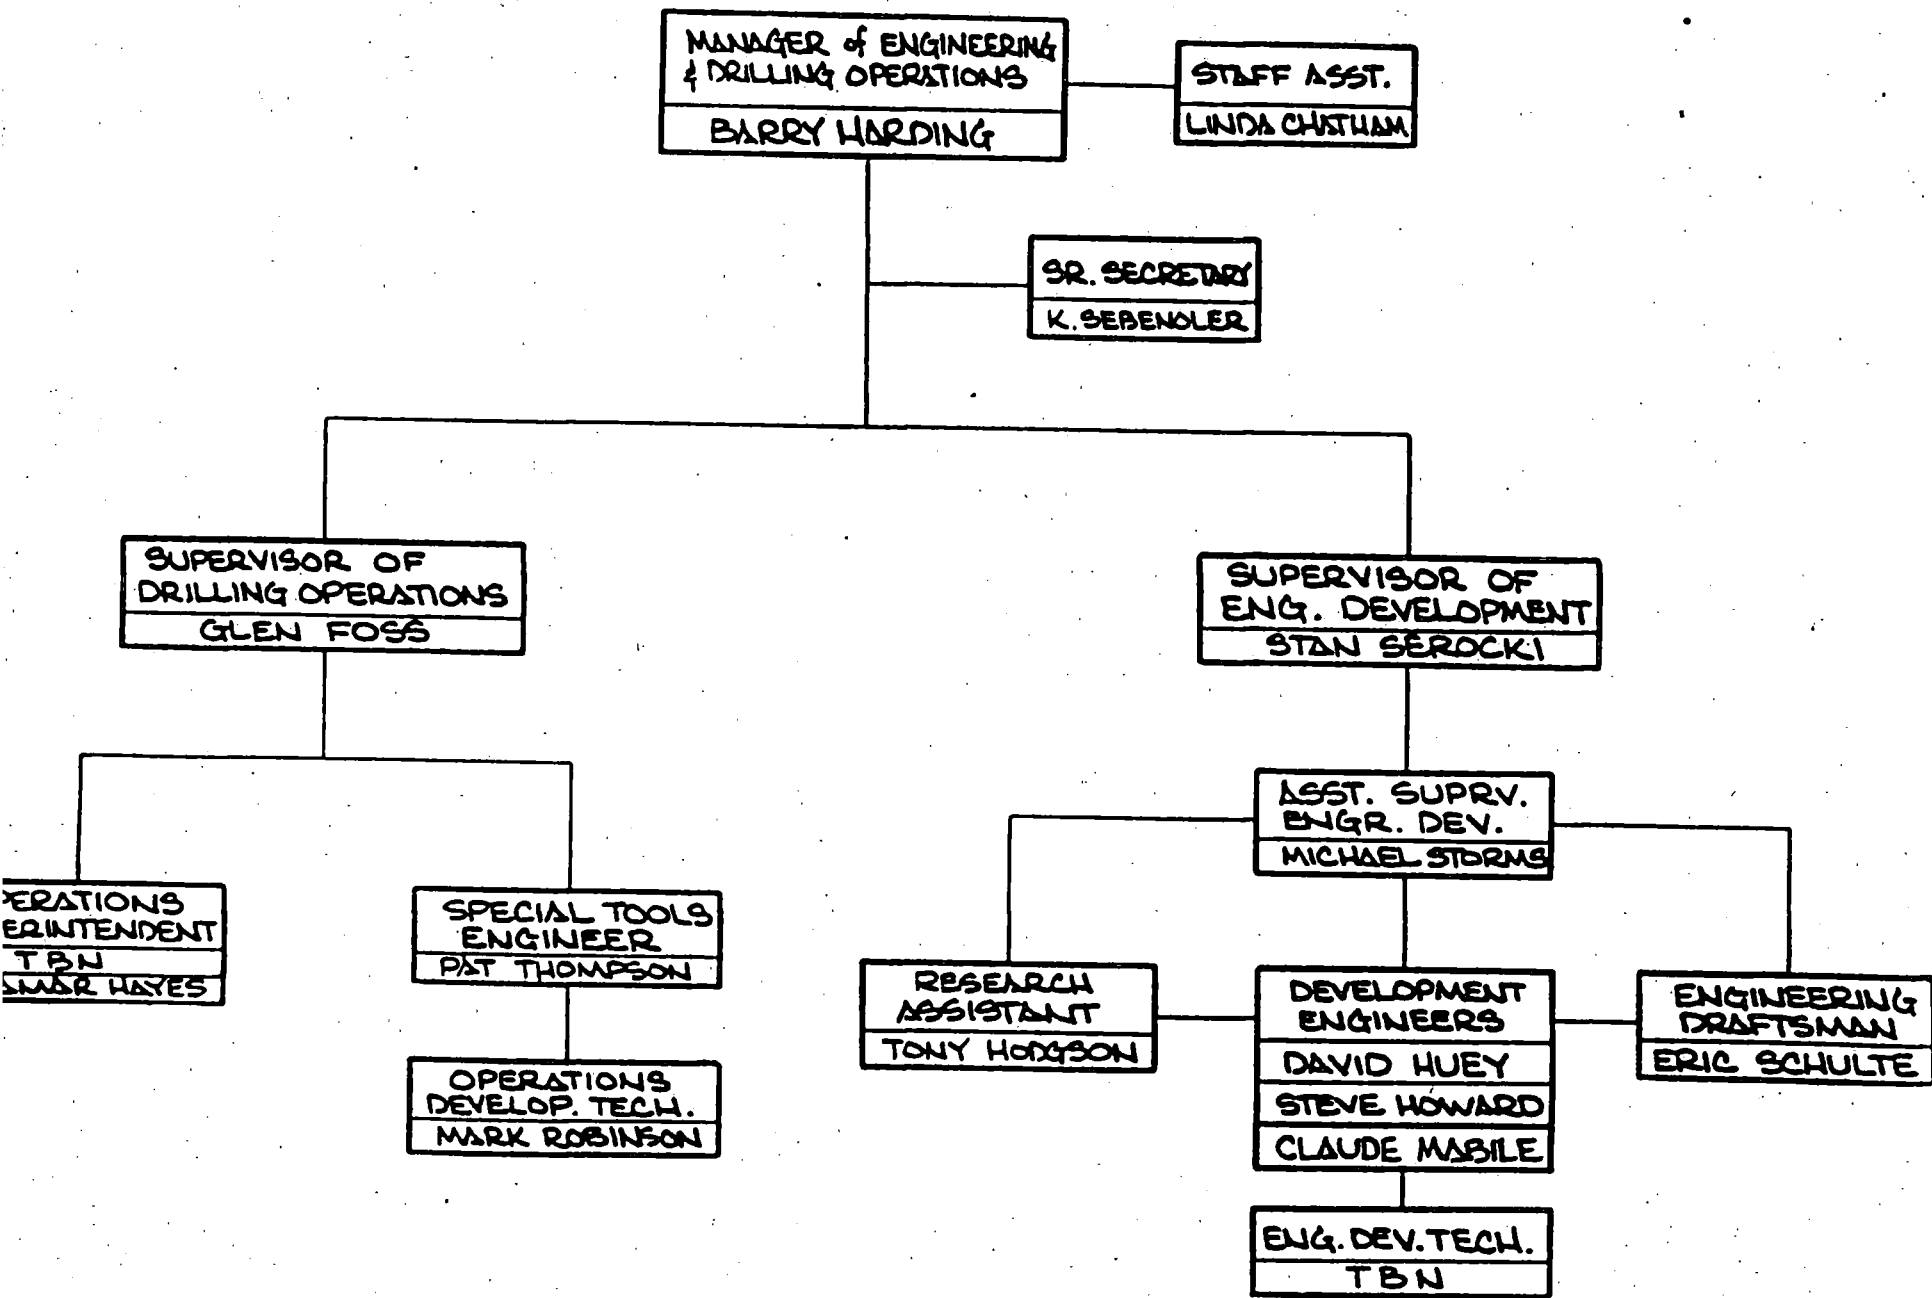 MANAGER of ENGINEERING
& DRILLING OPERATIONS
BARRY HARDING
STAFF ASST.
LINDA CHATHAM
SR. SECRETARY
K. SEBENOLER
SUPERVISOR OF
DRILLING OPERATIONS
GLEN FOSS
SUPERVISOR OF
ENG. DEVELOPMENT
STAN SEROCKI
PERATIONS
ERINTENDENT
TBN
AMAR HAYES
SPECIAL TOOLS
ENGINEER
PAT THOMPSON
OPERATIONS
DEVELOP. TECH.
MARK ROBINSON
ASST. SUPRV.
ENGR. DEV.
MICHAEL STORMS
RESEARCH
ASSISTANT
TONY HODGSON
DEVELOPMENT
ENGINEERS
DAVID HUEY
STEVE HOWARD
CLAUDE MABILE
ENGINEERING
DRAFTSMAN
ERIC SCHULTE
ENG. DEV. TECH.
TBN